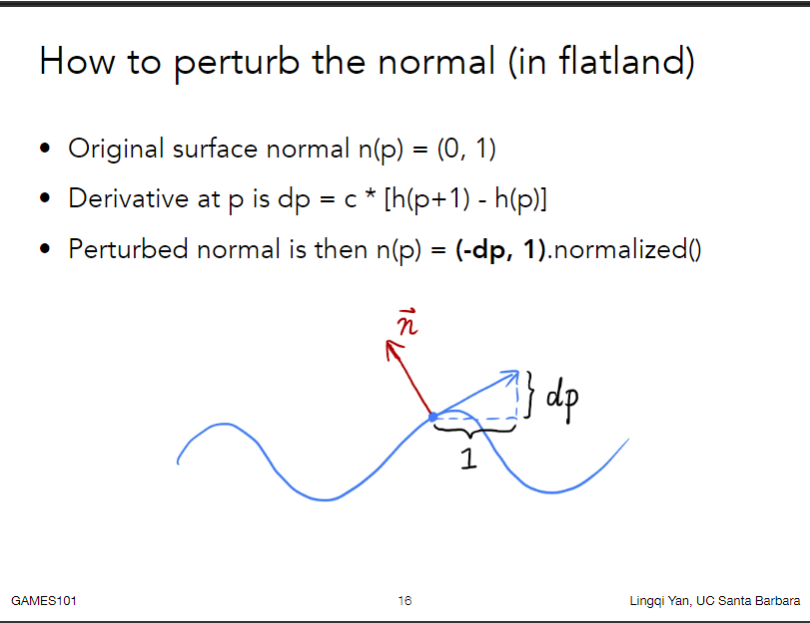 How to perturb the normal (in flatland)
• Original surface normal n(p) = (0, 1)
• Derivative at p is dp = c * [h(p+1) - h(p)]
• Perturbed normal is then n(p) = (-dp, 1).normalized()
n⃗
dp
1
GAMES101
16
Lingqi Yan, UC Santa Barbara